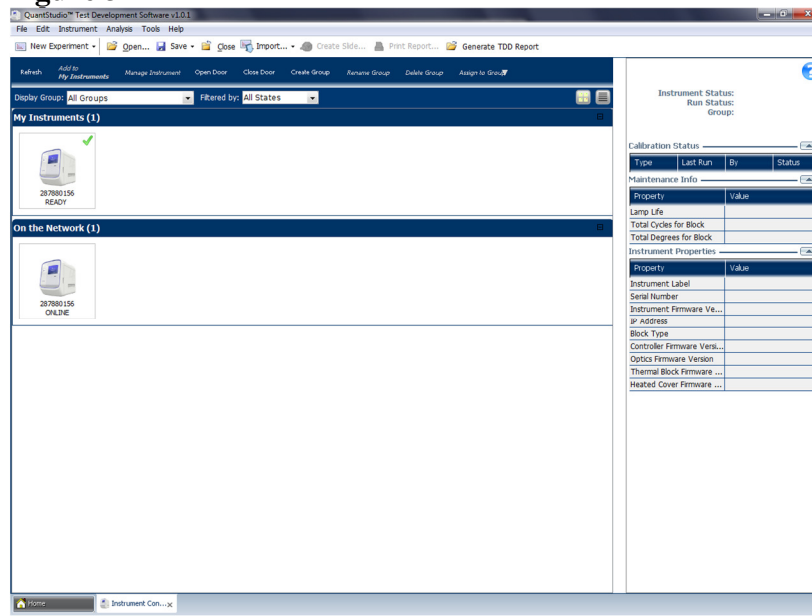 QuantStudio™ Test Development Software v1.0.1
File Edit Instrument Analysis Tools Help
New Experiment Open... Save Close Import... Create Slide... Print Report... Generate TDD Report
Refresh Add to My Instruments Manage Instrument Open Door Close Door Create Group Rename Group Delete Group Assign to Group
Display Group: All Groups Filtered by: All States
My Instruments (1)
287880156
READY
On the Network (1)
287880156
ONLINE
Instrument Status:
Run Status:
Group:
Calibration Status
Type Last Run By Status
Maintenance Info
Property Value
Lamp Life
Total Cycles for Block
Total Degrees for Block
Instrument Properties
Property Value
Instrument Label
Serial Number
Instrument Firmware Ve...
IP Address
Block Type
Controller Firmware Versi...
Optics Firmware Version
Thermal Block Firmware ...
Heated Cover Firmware ...
Home Instrument Con...x